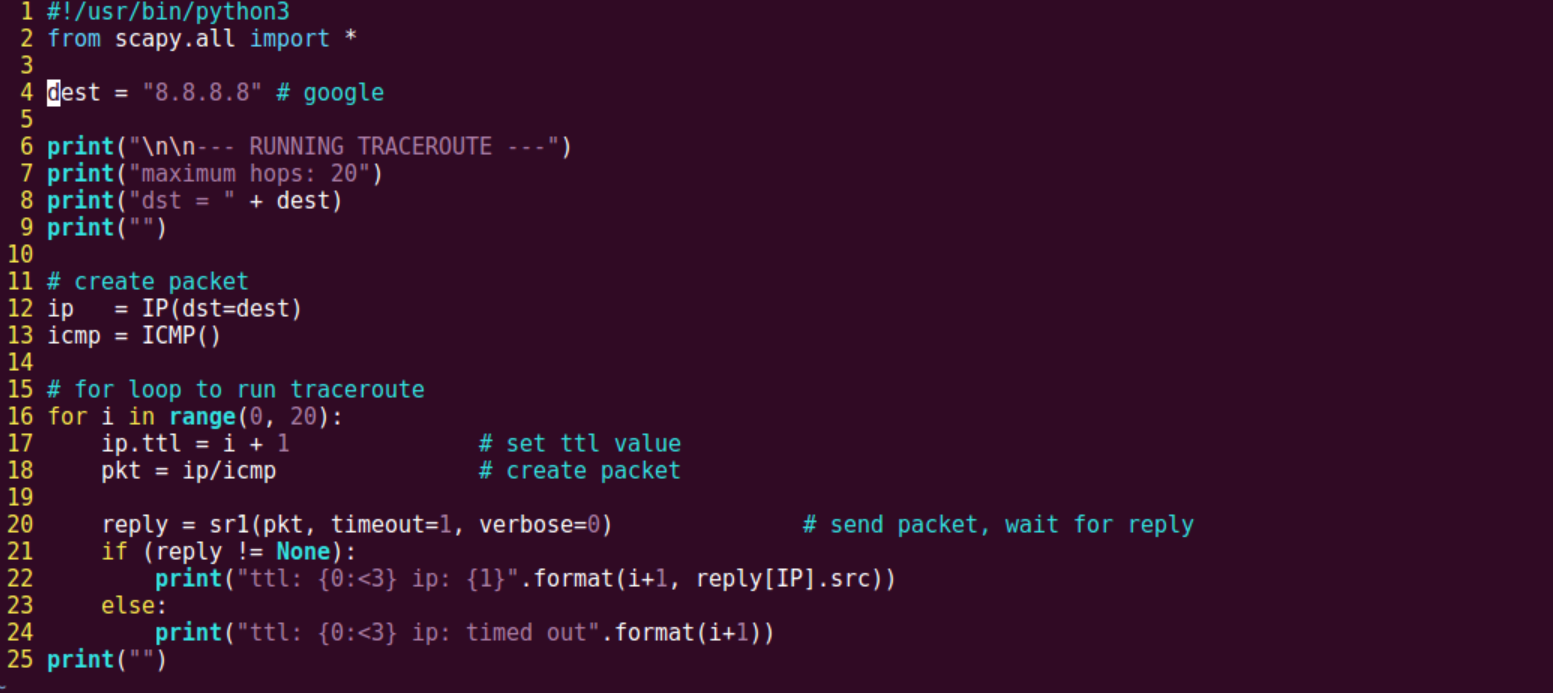 1 #!/usr/bin/python3
2 from scapy.all import *
3
4 dest = "8.8.8.8" # google
5
6 print("\n\n--- RUNNING TRACEROUTE ---")
7 print("maximum hops: 20")
8 print("dst = " + dest)
9 print("")
10
11 # create packet
12 ip   = IP(dst=dest)
13 icmp = ICMP()
14
15 # for loop to run traceroute
16 for i in range(0, 20):
17     ip.ttl = i + 1              # set ttl value
18     pkt = ip/icmp               # create packet
19
20     reply = sr1(pkt, timeout=1, verbose=0)              # send packet, wait for reply
21     if (reply != None):
22         print("ttl: {0:<3} ip: {1}".format(i+1, reply[IP].src))
23     else:
24         print("ttl: {0:<3} ip: timed out".format(i+1))
25 print("")
~